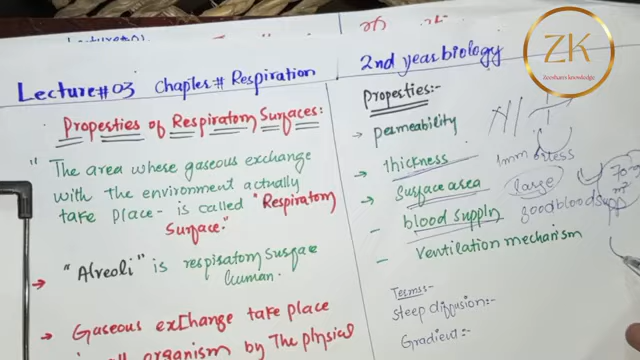 Lecture#03 Chapter# Respiration
2nd year biology
ZK
Zeeshan knowledge
Properties of Respiratory Surfaces:
"The area whose gaseous exchange
with the environment actually
take place - is called "Respiratory
Surface."
→ "Alveoli" is respiratory surface
human.
→ Gaseous exchange take place
organism by The physical
Properties:-
→ permeability
→ thickness 1mm or less
→ Surface area large
- blood supply good blood supp
- Ventilation mechanism
Terms:-
Steep diffusion:-
Gradient:-